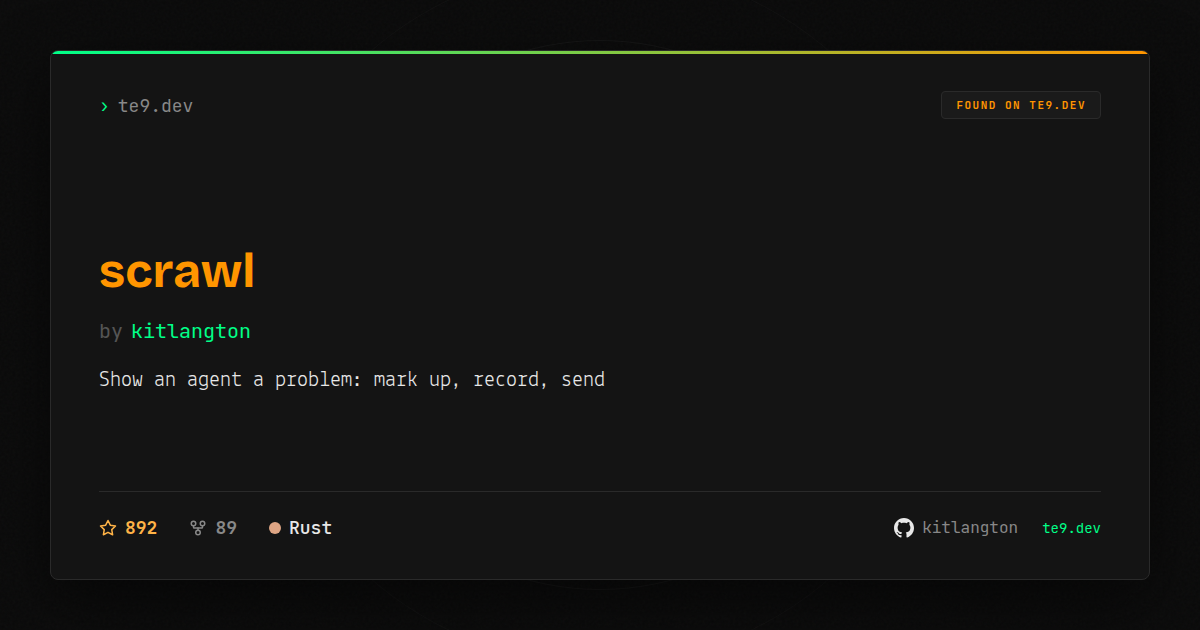 › te9.dev
FOUND ON TE9.DEV
scrawl
by kitlangton
Show an agent a problem: mark up, record, send
892 89 Rust
kitlangton te9.dev